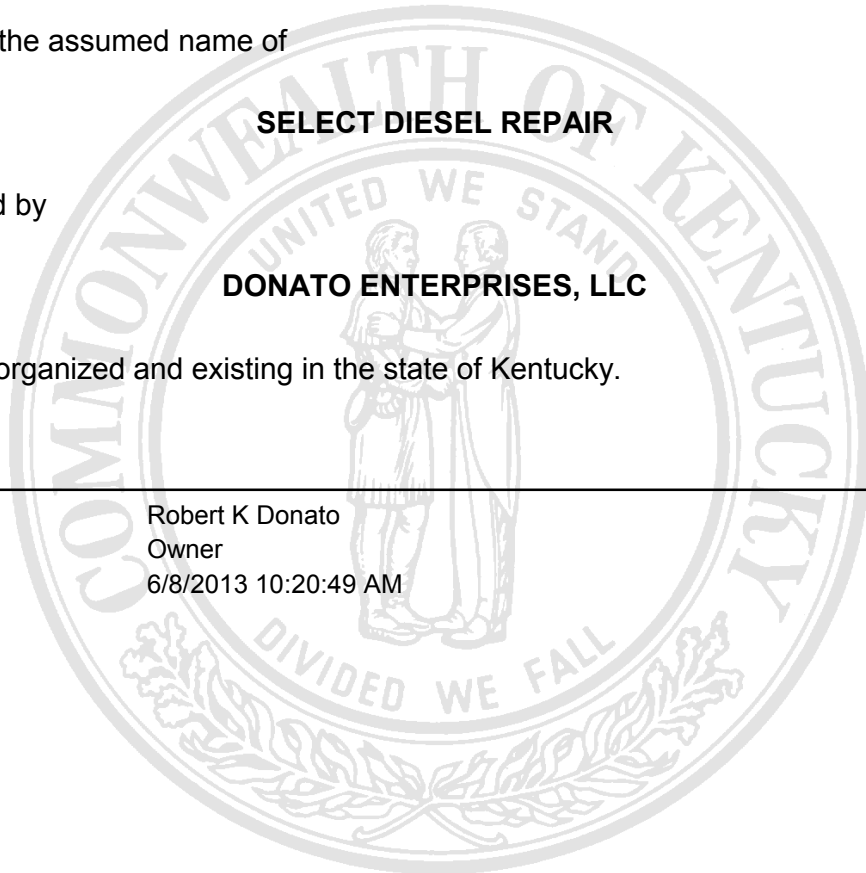 the assumed name of
SELECT DIESEL REPAIR
d by
DONATO ENTERPRISES, LLC
organized and existing in the state of Kentucky.
Robert K Donato
Owner
6/8/2013 10:20:49 AM
COMMONWEALTH OF KENTUCKY
UNITED WE STAND
DIVIDED WE FALL